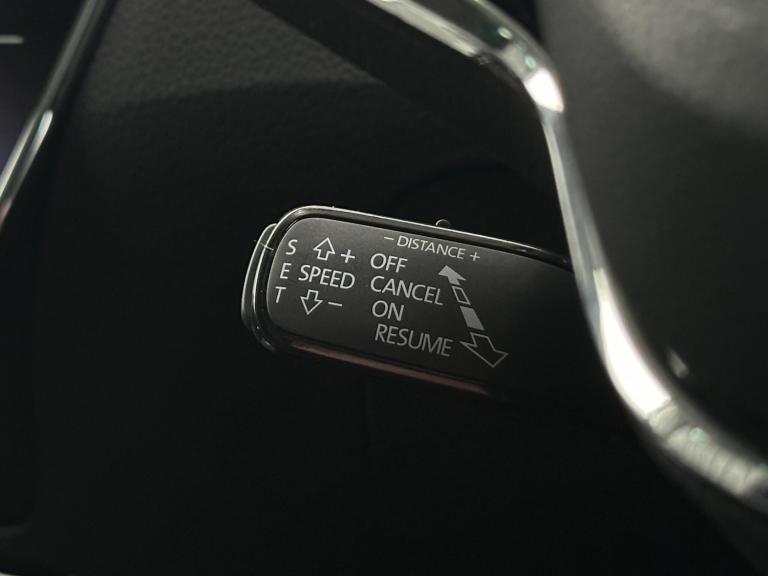 − DISTANCE +
S E T
+
SPEED
−
OFF
CANCEL
ON
RESUME